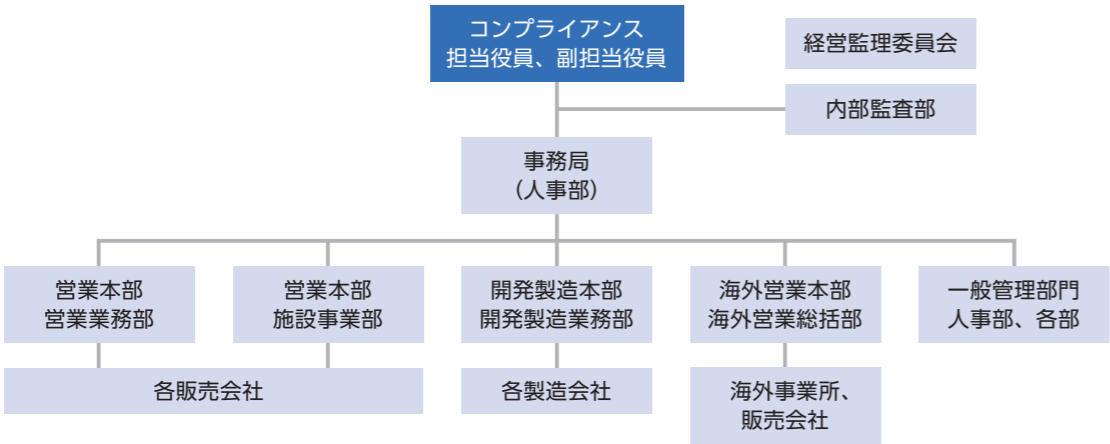 コンプライアンス
担当役員、副担当役員
経営監理委員会
内部監査部
事務局
（人事部）
営業本部
営業業務部
営業本部
施設事業部
開発製造本部
開発製造業務部
海外営業本部
海外営業総括部
一般管理部門
人事部、各部
各販売会社
各製造会社
海外事業所、
販売会社